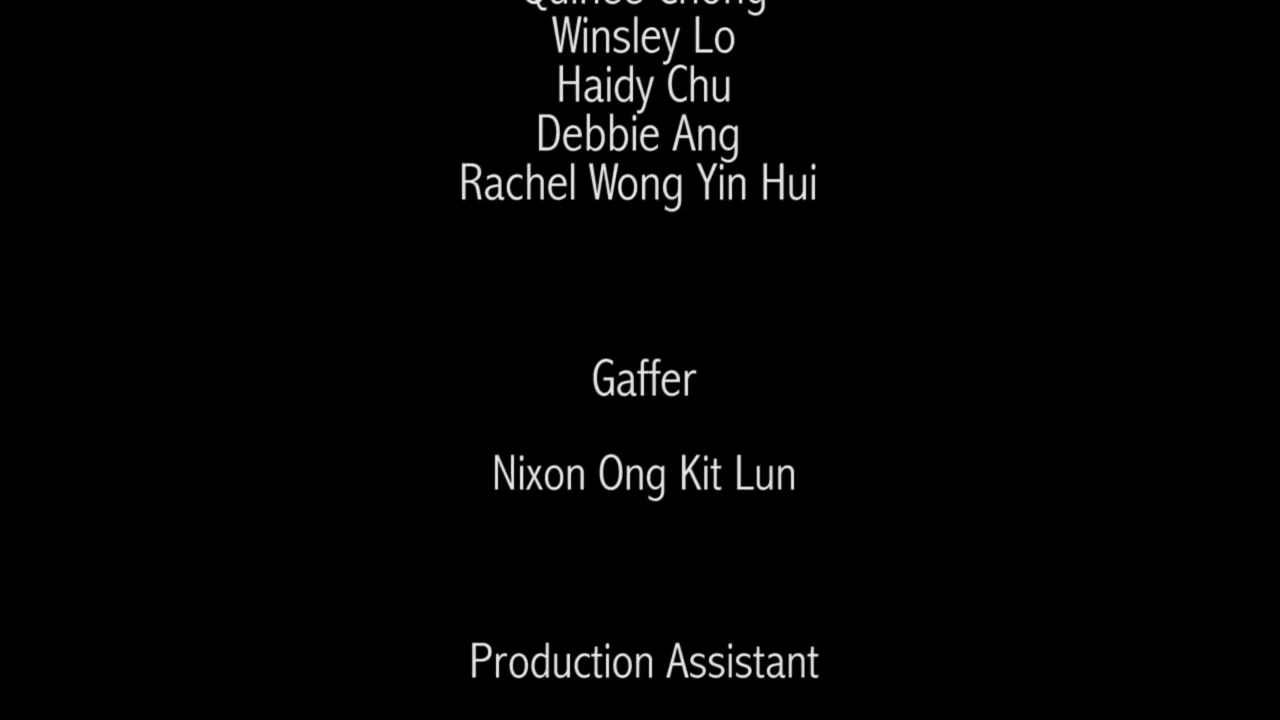 Winsley Lo
Haidy Chu
Debbie Ang
Rachel Wong Yin Hui
Gaffer
Nixon Ong Kit Lun
Production Assistant